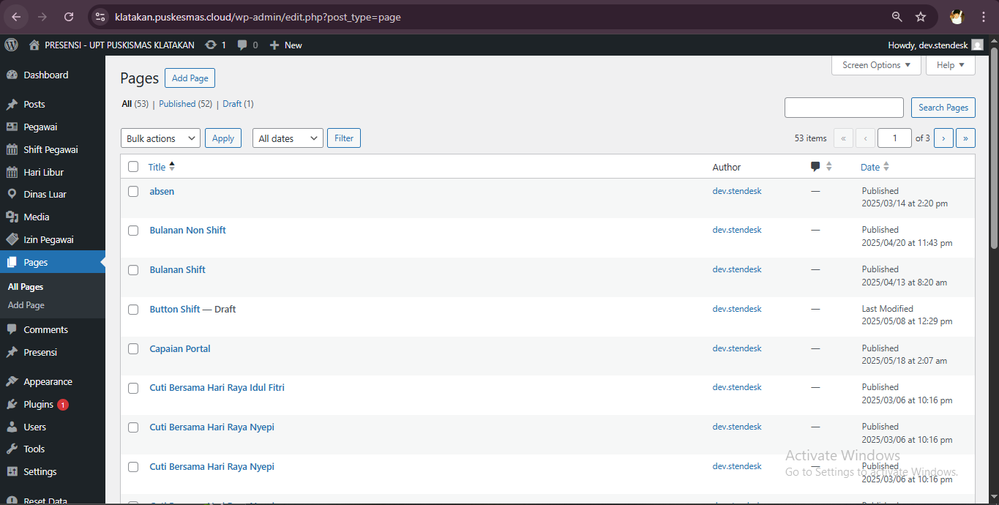 klatakan.puskesmas.cloud/wp-admin/edit.php?post_type=page
PRESENSI - UPT PUSKISMAS KLATAKAN 1 0 New Howdy, dev.stendesk
Dashboard
Posts
Pegawai
Shift Pegawai
Hari Libur
Dinas Luar
Media
Izin Pegawai
Pages
All Pages
Add Page
Comments
Presensi
Appearance
Plugins 1
Users
Tools
Settings
Reset Data
Screen Options Help
Pages Add Page
All (53) | Published (52) | Draft (1)
Search Pages
Bulk actions Apply All dates Filter 53 items « ‹ 1 of 3 › »
Title Author Date
absen dev.stendesk — Published
2025/03/14 at 2:20 pm
Bulanan Non Shift dev.stendesk — Published
2025/04/20 at 11:43 pm
Bulanan Shift dev.stendesk — Published
2025/04/13 at 8:20 am
Button Shift — Draft dev.stendesk — Last Modified
2025/05/08 at 12:29 pm
Capaian Portal dev.stendesk — Published
2025/05/18 at 2:07 am
Cuti Bersama Hari Raya Idul Fitri dev.stendesk — Published
2025/03/06 at 10:16 pm
Cuti Bersama Hari Raya Nyepi dev.stendesk — Published
2025/03/06 at 10:16 pm
Cuti Bersama Hari Raya Nyepi dev.stendesk — Published
2025/03/06 at 10:16 pm
Activate Windows
Go to Settings to activate Windows.